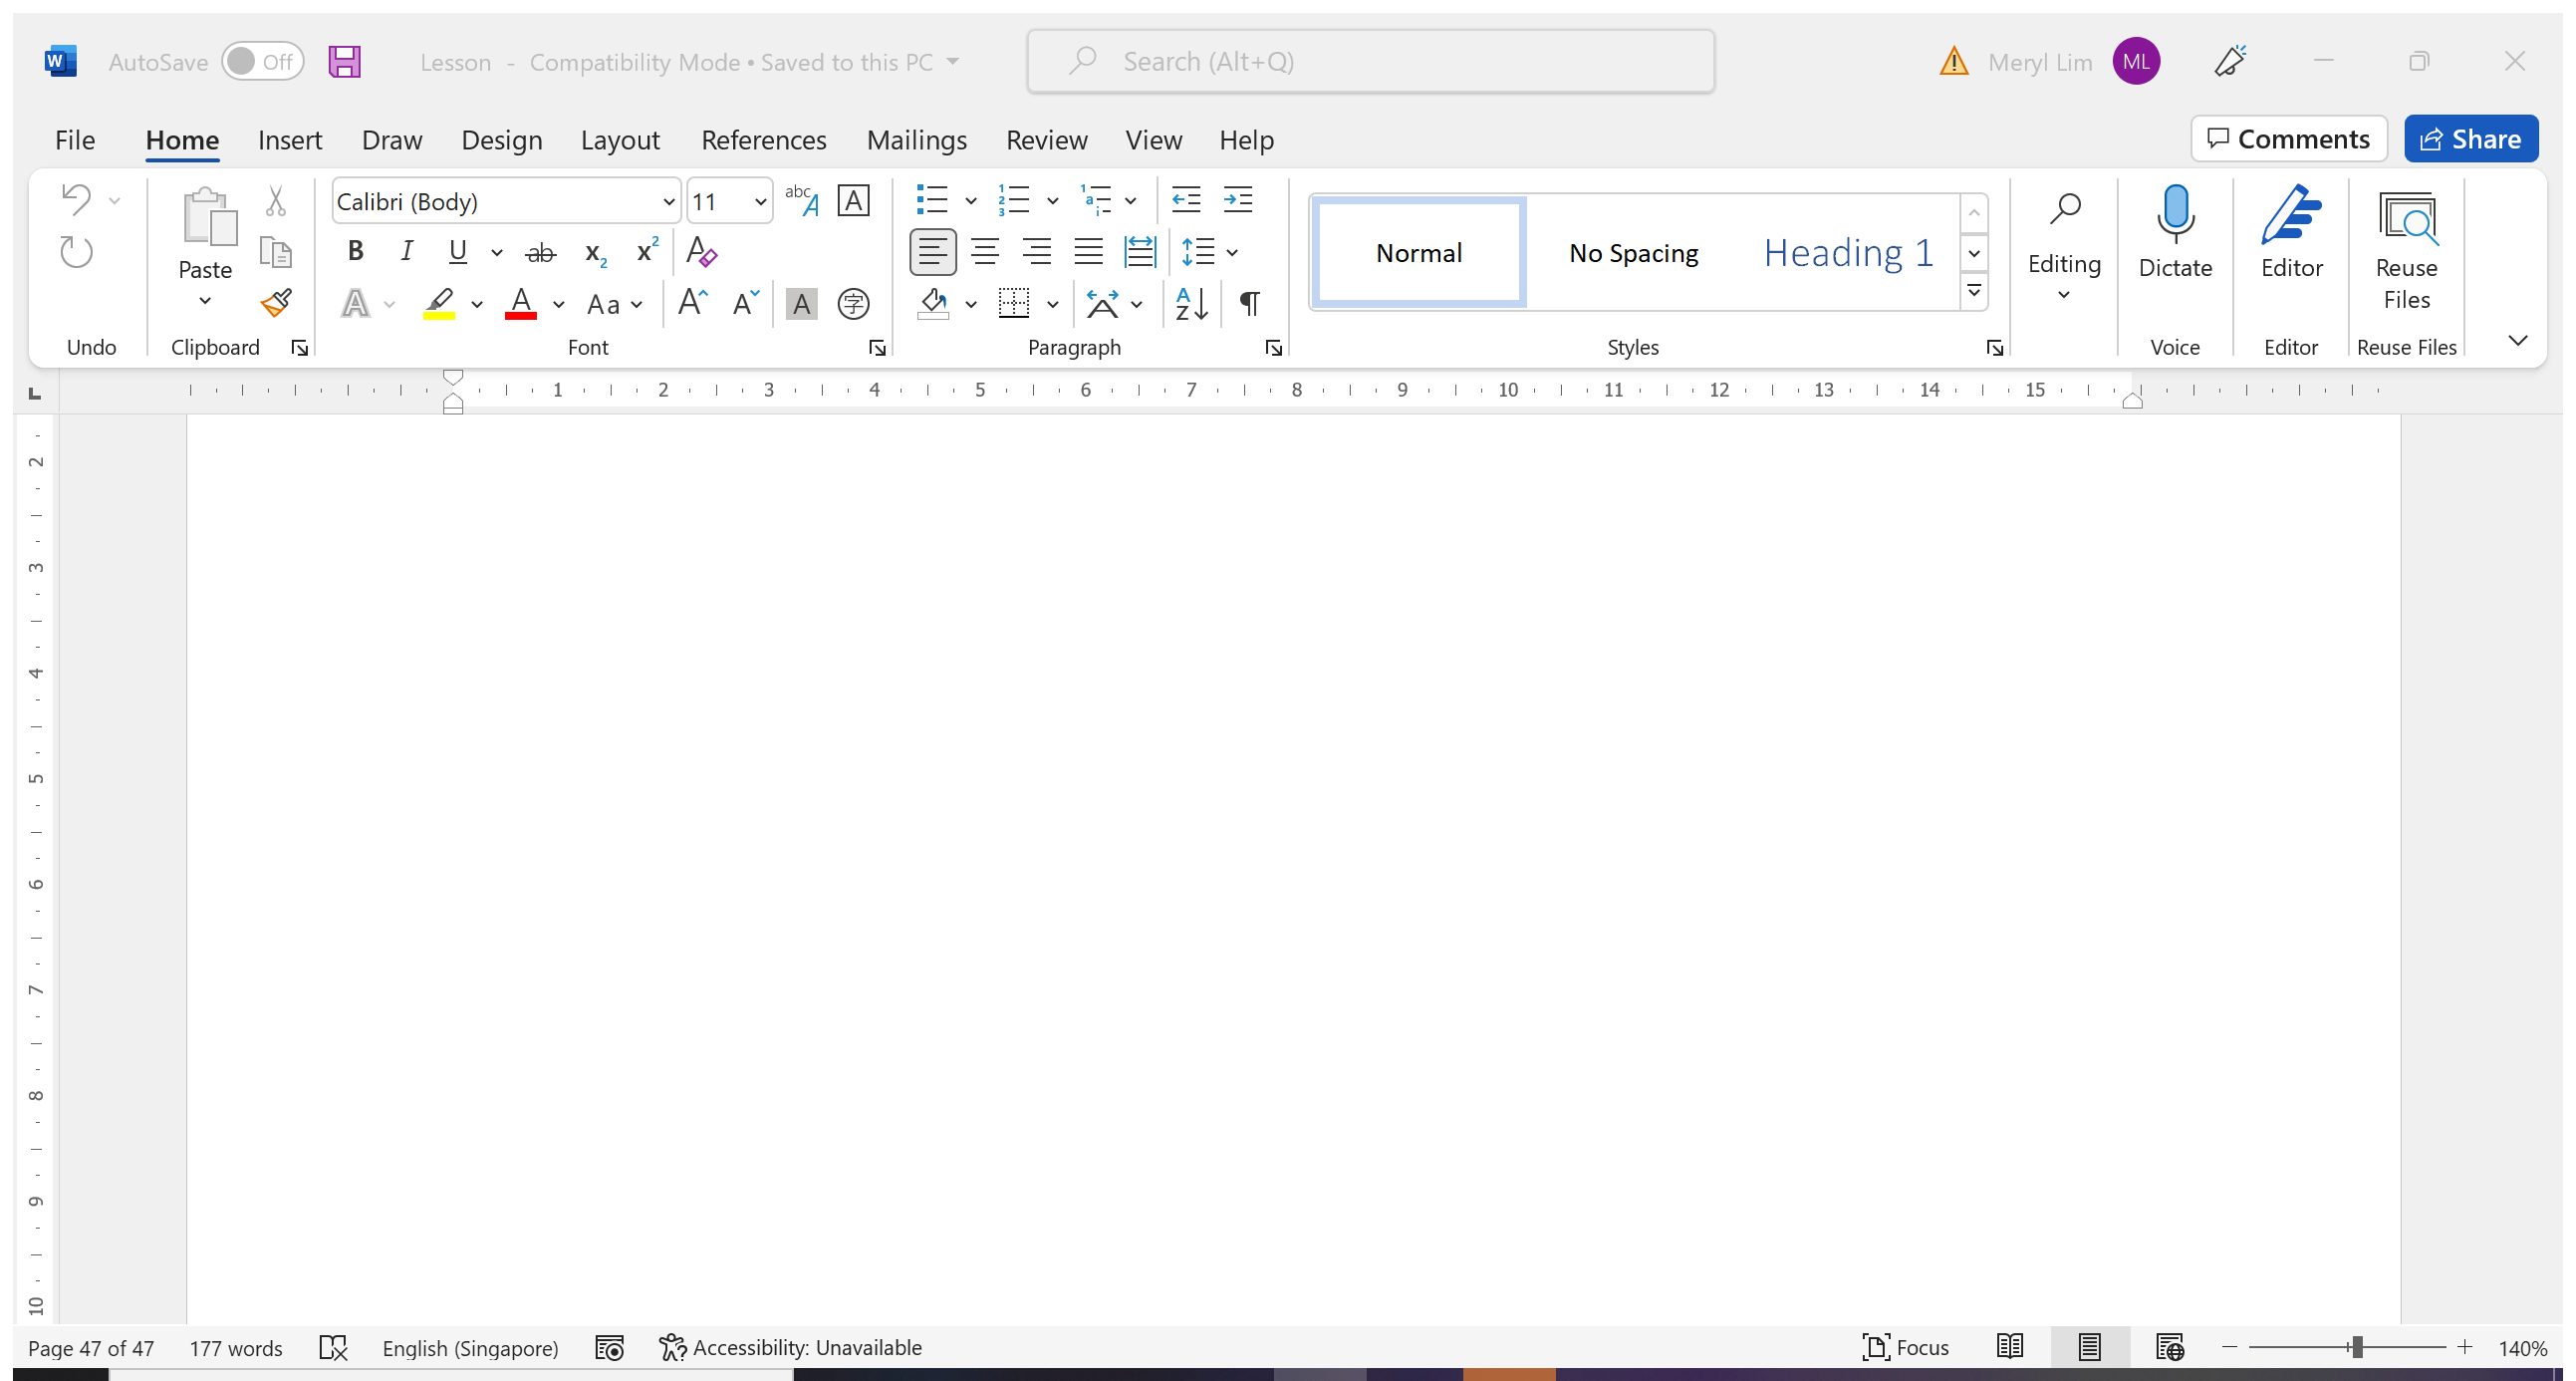 AutoSave Off Lesson - Compatibility Mode • Saved to this PC Search (Alt+Q) Meryl Lim ML
File Home Insert Draw Design Layout References Mailings Review View Help Comments Share
Calibri (Body) 11
Paste
Normal No Spacing Heading 1
Editing Dictate Editor Reuse Files
Undo Clipboard Font Paragraph Styles Voice Editor Reuse Files
1 2 3 4 5 6 7 8 9 10 11 12 13 14 15
2
3
4
5
6
7
8
9
10
Page 47 of 47 177 words English (Singapore) Accessibility: Unavailable Focus 140%